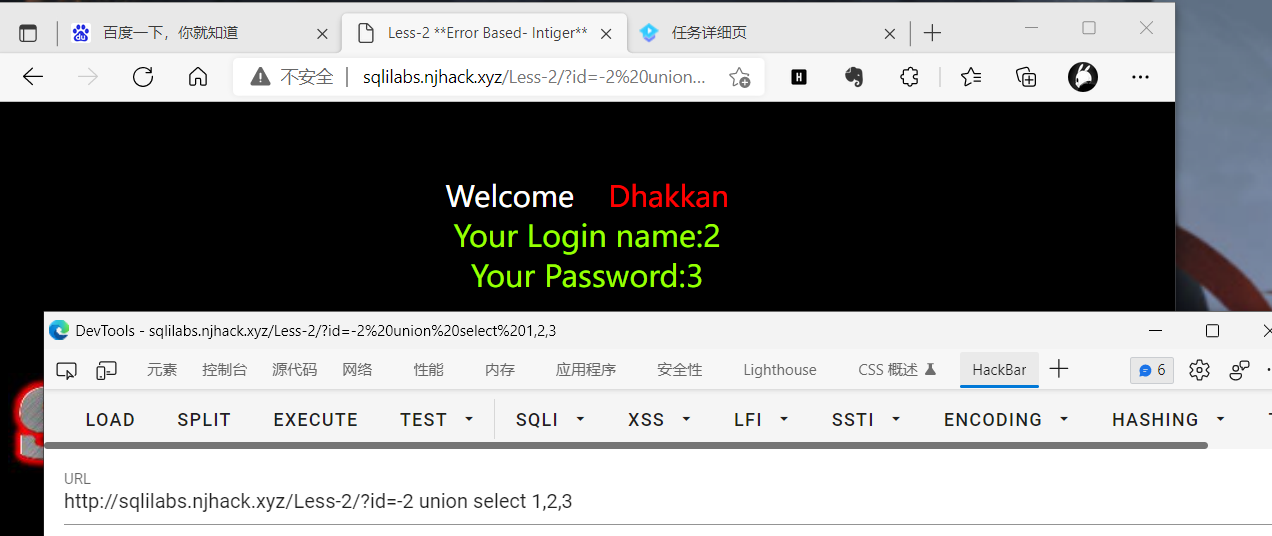 百度一下，你就知道 Less-2 **Error Based- Intiger** 任务详细页
不安全 sqlilabs.njhack.xyz/Less-2/?id=-2%20union...
Welcome Dhakkan
Your Login name:2
Your Password:3
DevTools - sqlilabs.njhack.xyz/Less-2/?id=-2%20union%20select%201,2,3
元素 控制台 源代码 网络 性能 内存 应用程序 安全性 Lighthouse CSS 概述 HackBar 6
LOAD SPLIT EXECUTE TEST SQLI XSS LFI SSTI ENCODING HASHING
URL
http://sqlilabs.njhack.xyz/Less-2/?id=-2 union select 1,2,3